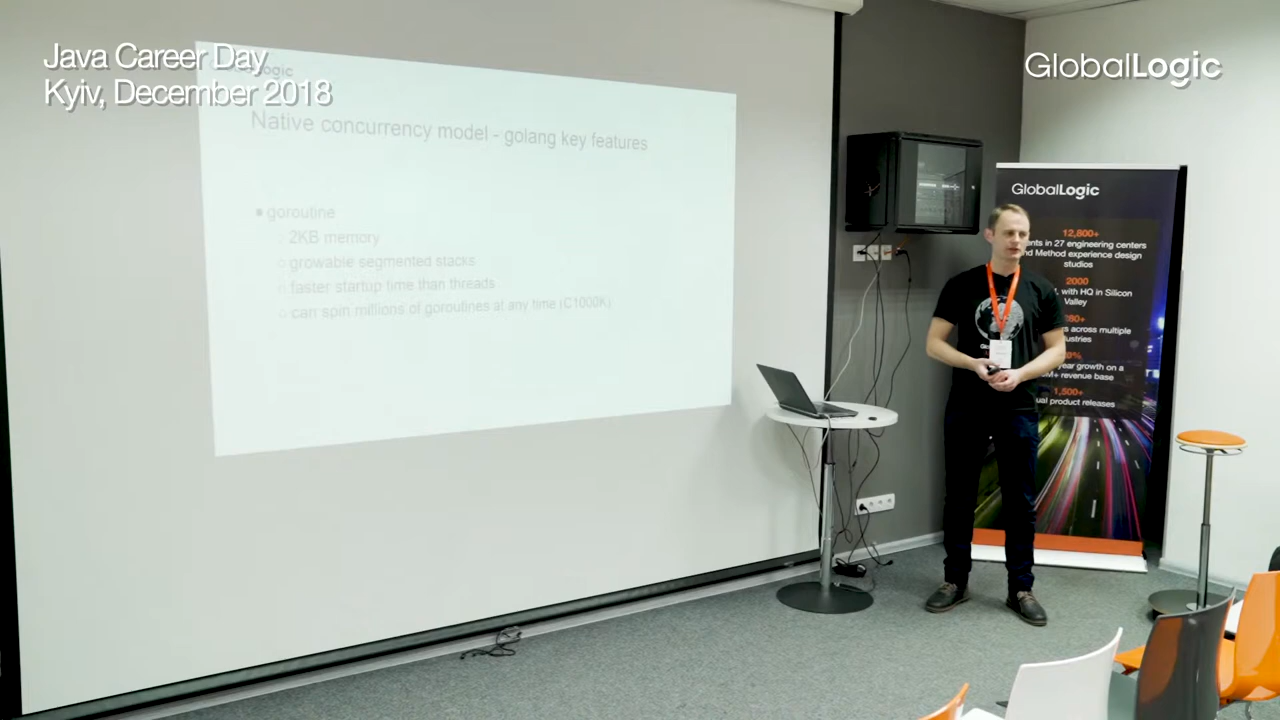 Java Career Day
Kyiv, December 2018
GlobalLogic
Logic
Native concurrency model - golang key features
goroutine
2KB memory
growable segmented stacks
faster startup time than threads
can spin millions of goroutines at any time (C1000K)
GlobalLogic
12,800+
in 27 engineering centers
Method experience design
studios
2000
with HQ in Silicon
Valley
80+
across multiple
year growth on a
revenue base
1,500+
product releases